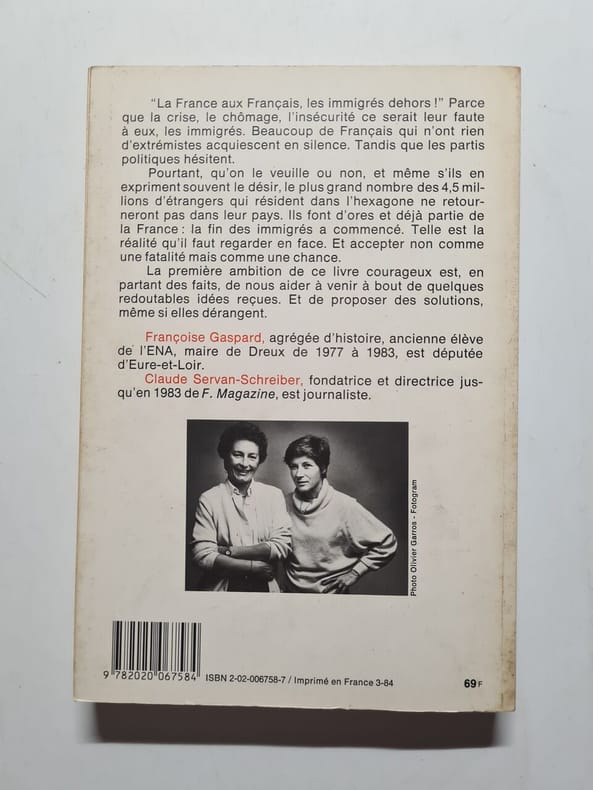 “La France aux Français, les immigrés dehors !” Parce
que la crise, le chômage, l'insécurité ce serait leur faute
à eux, les immigrés. Beaucoup de Français qui n'ont rien
d'extrémistes acquiescent en silence. Tandis que les partis
politiques hésitent.
Pourtant, qu'on le veuille ou non, et même s'ils en
expriment souvent le désir, le plus grand nombre des 4,5 mil-
lions d'étrangers qui résident dans l'hexagone ne retour-
neront pas dans leur pays. Ils font d'ores et déjà partie de
la France : la fin des immigrés a commencé. Telle est la
réalité qu'il faut regarder en face. Et accepter non comme
une fatalité mais comme une chance.
La première ambition de ce livre courageux est, en
partant des faits, de nous aider à venir à bout de quelques
redoutables idées reçues. Et de proposer des solutions,
même si elles dérangent.
Françoise Gaspard, agrégée d'histoire, ancienne élève
de l'ENA, maire de Dreux de 1977 à 1983, est députée
d'Eure-et-Loir.
Claude Servan-Schreiber, fondatrice et directrice jus-
qu'en 1983 de F. Magazine, est journaliste.
Photo Olivier Garros - Fotogram
9 782020 067584
ISBN 2-02-006758-7 / Imprimé en France 3-84
69 F